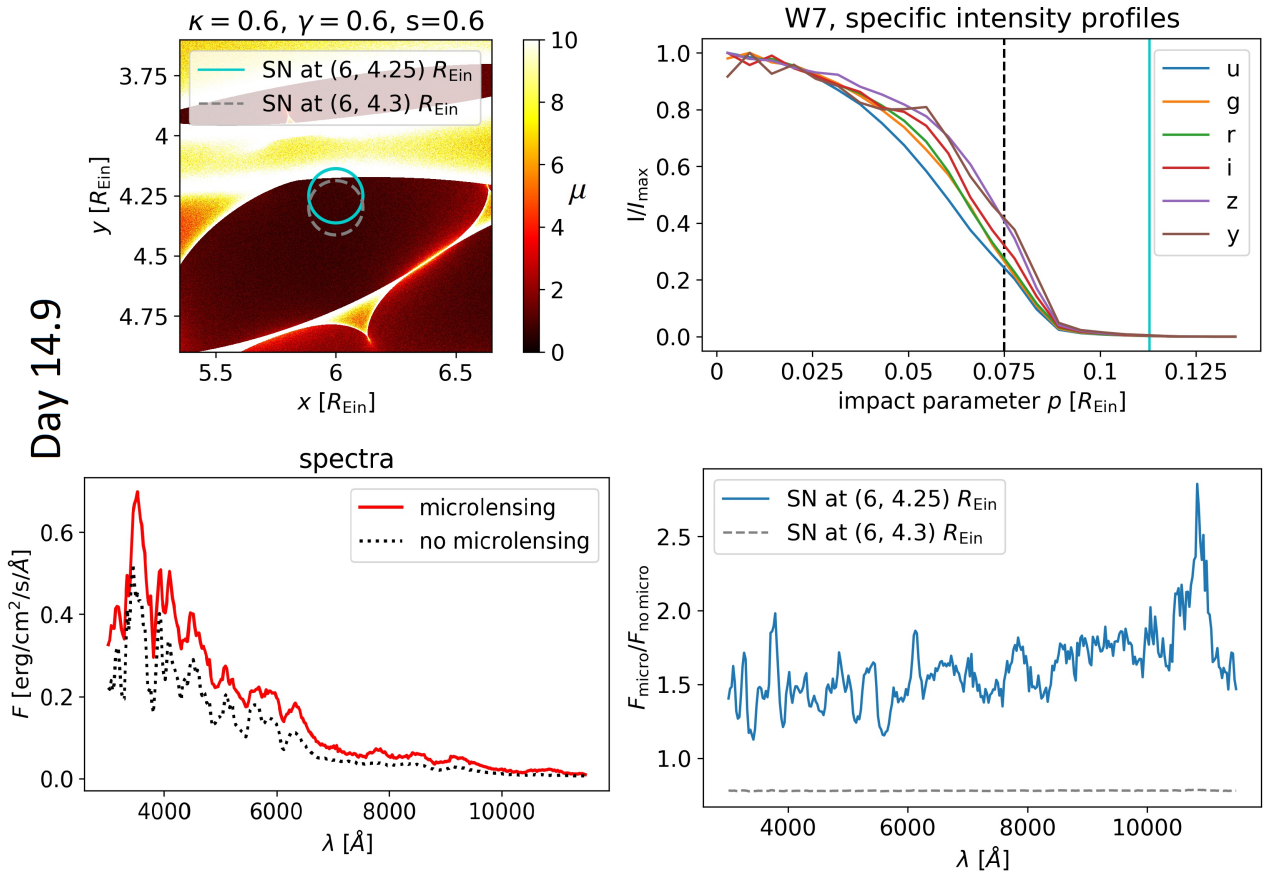 κ = 0.6, γ = 0.6, s=0.6
SN at (6, 4.25) R_Ein
SN at (6, 4.3) R_Ein
3.75
4
4.25
4.5
4.75
y [R_Ein]
5.5
6
6.5
x [R_Ein]
10
8
6
4
2
0
μ
W7, specific intensity profiles
1.0
0.8
0.6
0.4
0.2
0.0
I/I_max
u
g
r
i
z
y
0
0.025
0.05
0.075
0.1
0.125
impact parameter p [R_Ein]
Day 14.9
spectra
microlensing
no microlensing
0.6
0.4
0.2
0.0
F [erg/cm²/s/Å]
4000
6000
8000
10000
λ [Å]
SN at (6, 4.25) R_Ein
SN at (6, 4.3) R_Ein
2.5
2.0
1.5
1.0
F_micro/F_no micro
4000
6000
8000
10000
λ [Å]